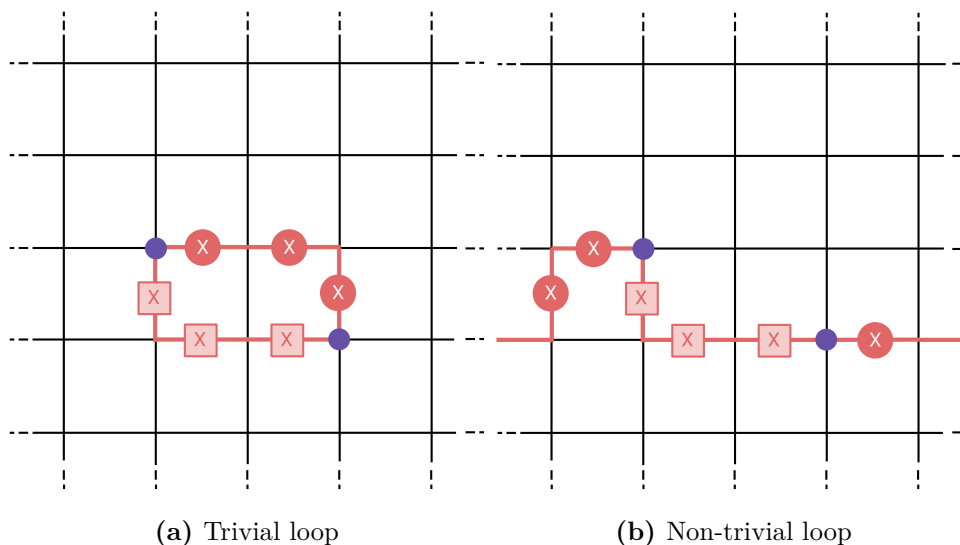 X X
X X
X X
X
X X
X X X
(a) Trivial loop
(b) Non-trivial loop